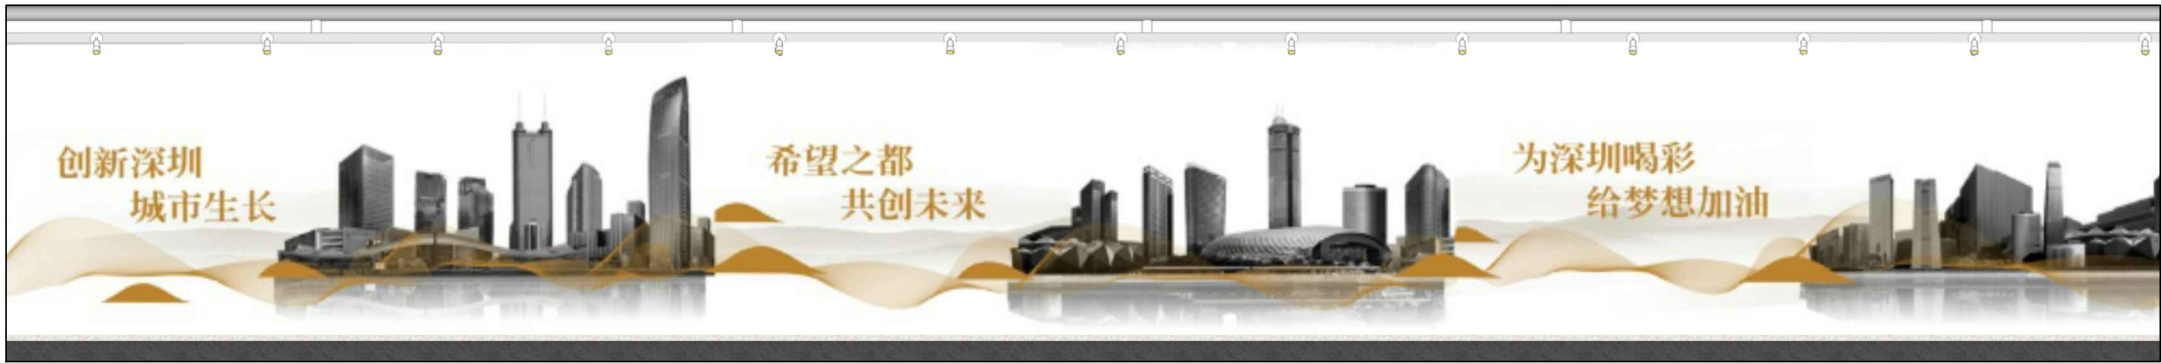 创新深圳
城市生长
希望之都
共创未来
为深圳喝彩
给梦想加油